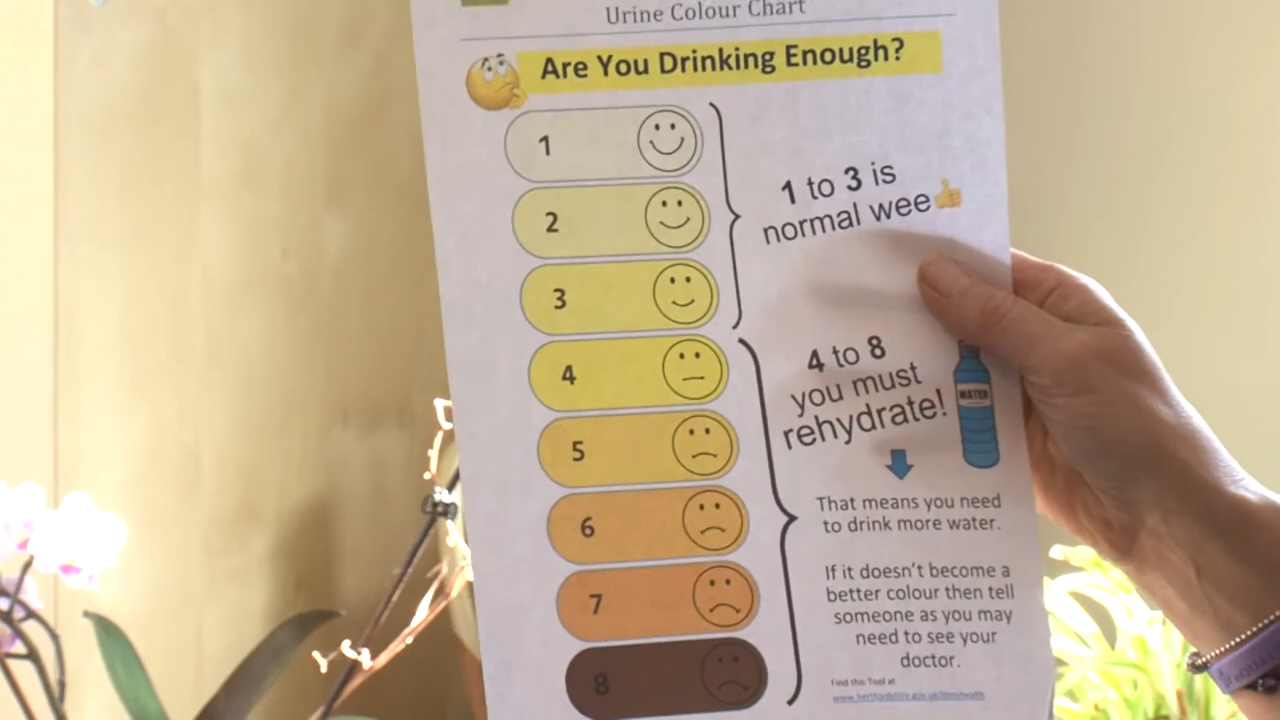 Urine Colour Chart
Are You Drinking Enough?
1
2
3
4
5
6
7
8
1 to 3 is
normal wee
4 to 8
you must
rehydrate!
WATER
That means you need
to drink more water.
If it doesn't become a
better colour then tell
someone as you may
need to see your
doctor.
Find this Tool at: